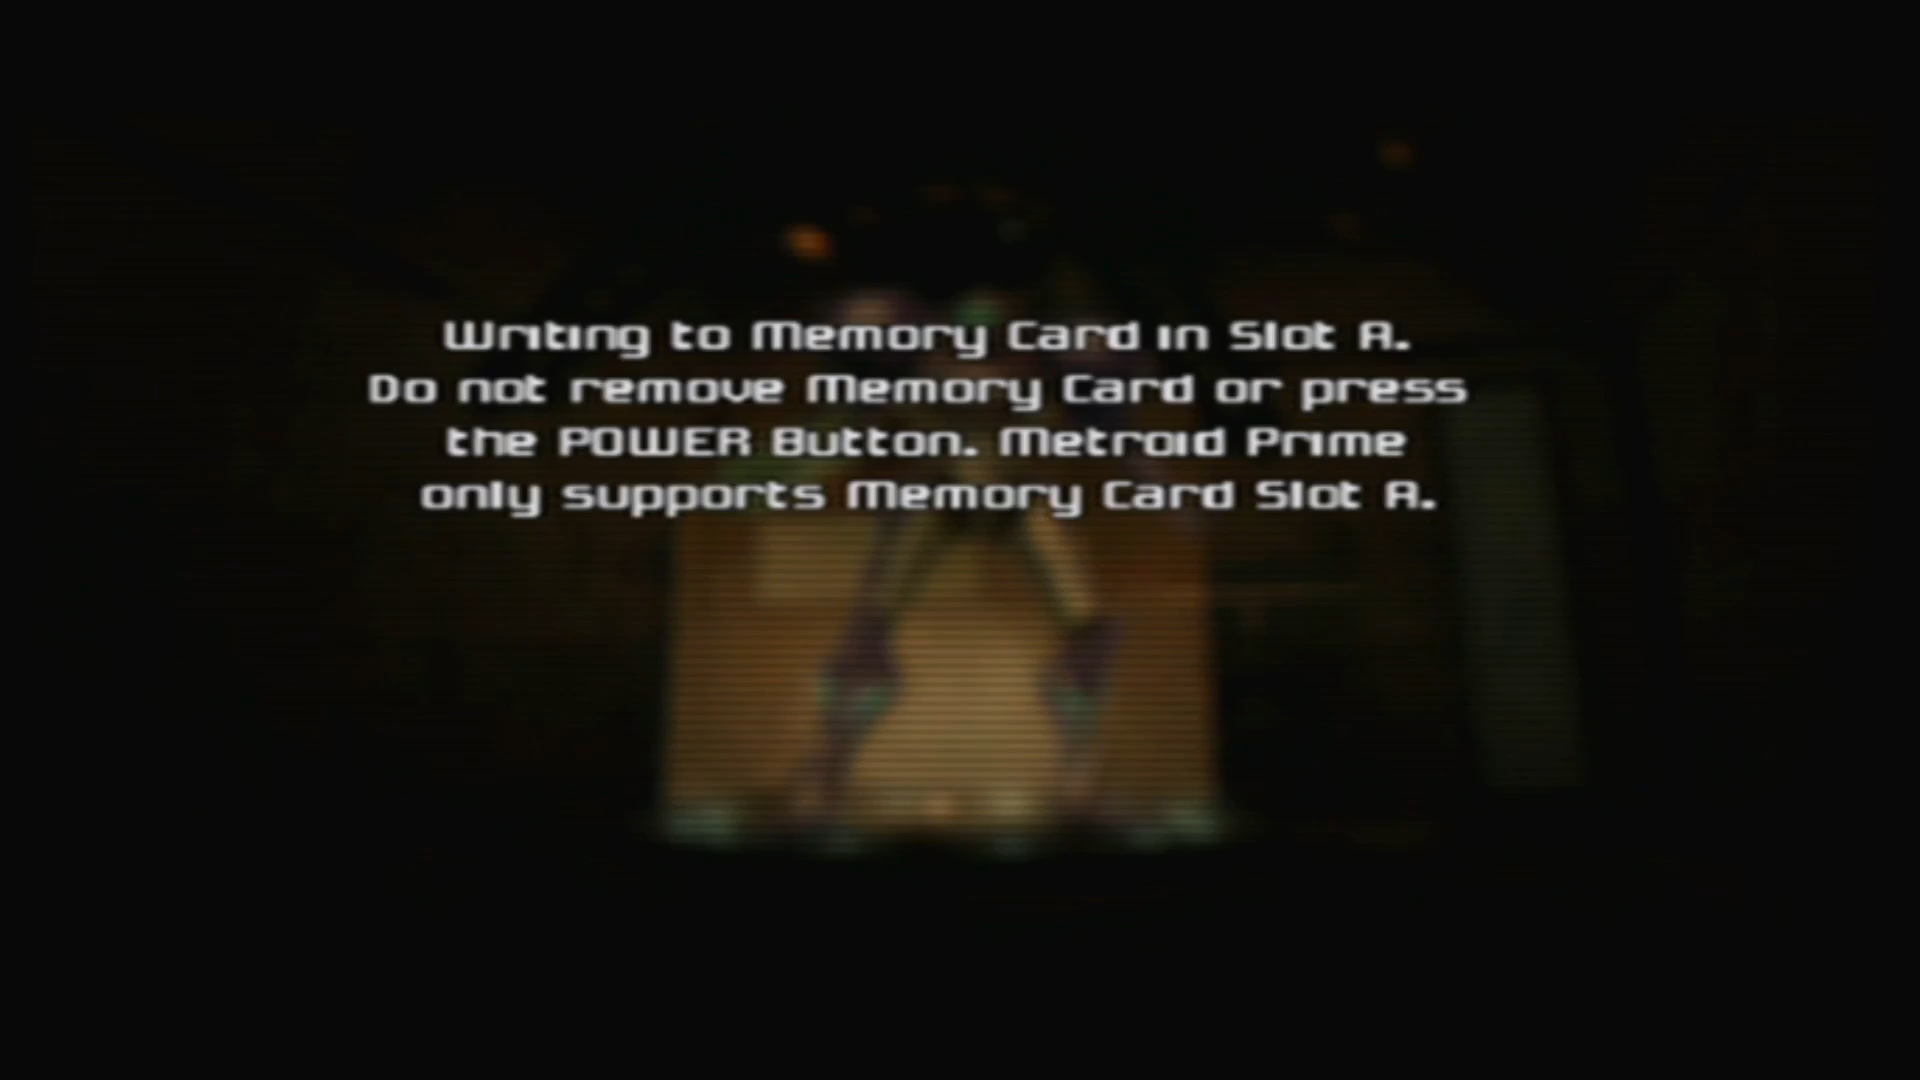 Writing to Memory Card in Slot A.
Do not remove Memory Card or press
the POWER Button. Metroid Prime
only supports Memory Card Slot A.